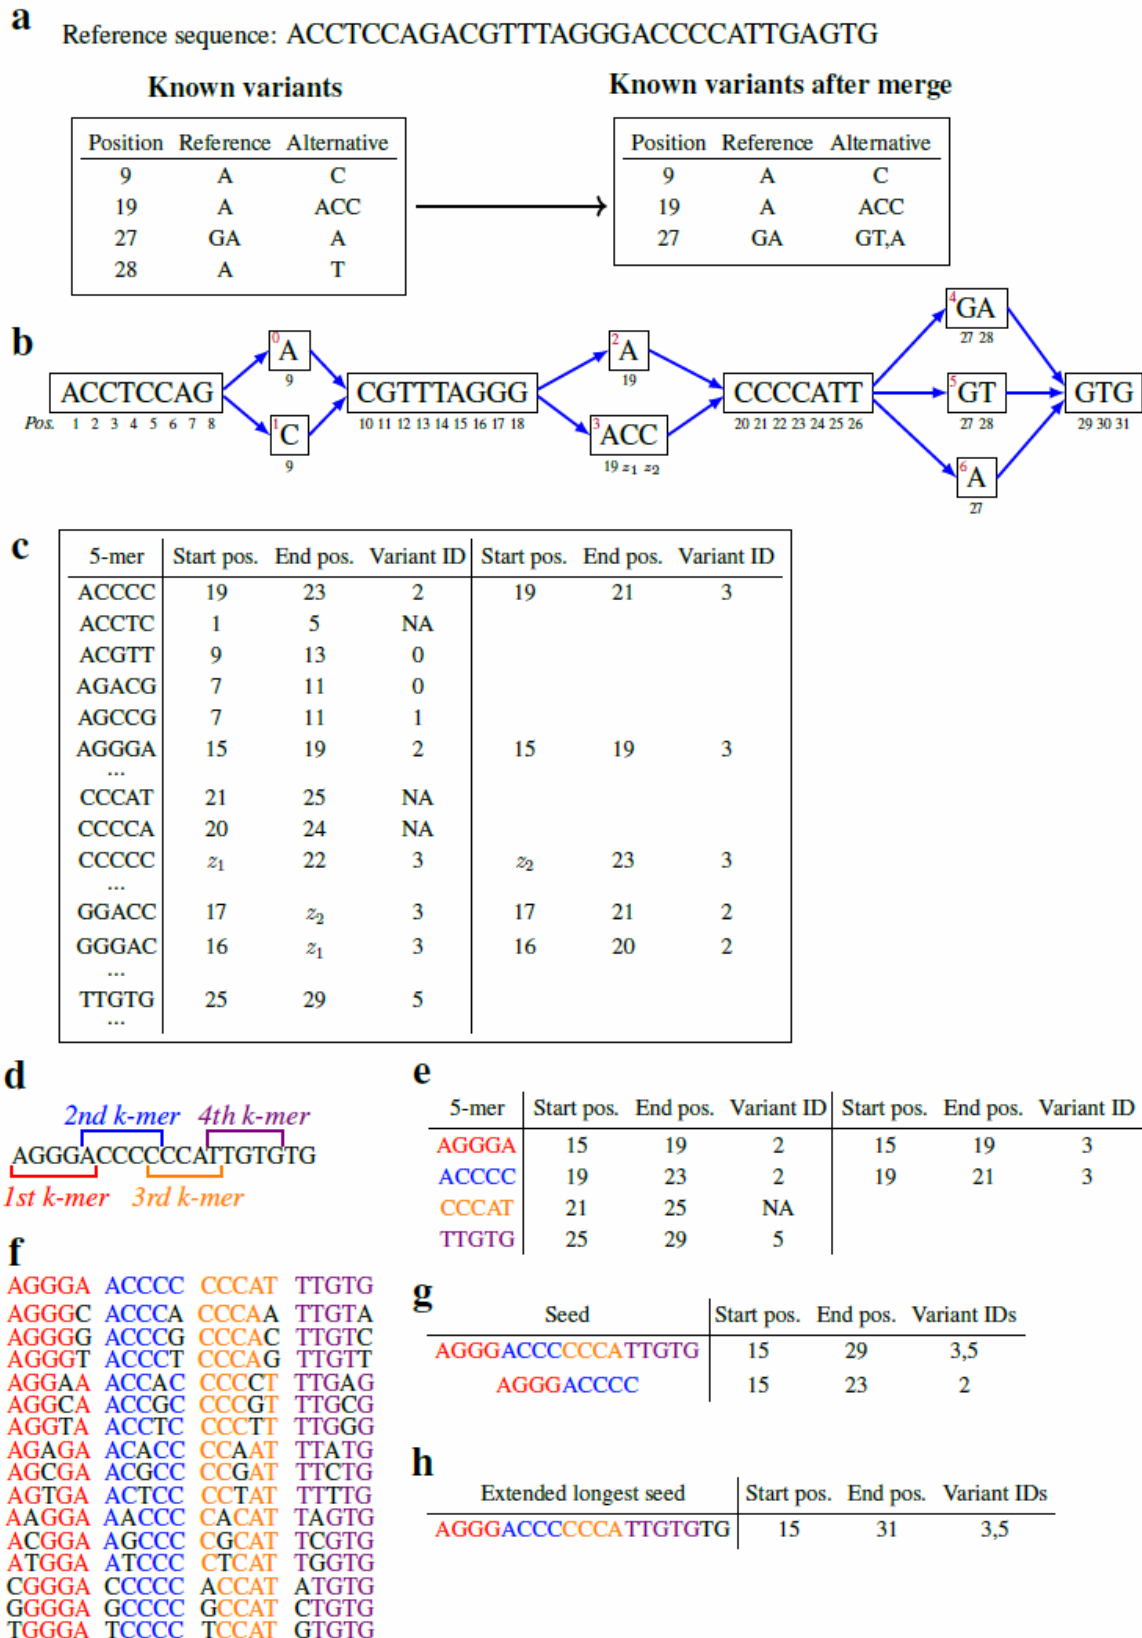 a
Reference sequence: ACCTCCAGACGTTTAGGGACCCCATTGAGTG
Known variants
Position Reference Alternative
9 A C
19 A ACC
27 GA A
28 A T
Known variants after merge
Position Reference Alternative
9 A C
19 A ACC
27 GA GT,A
b
ACCTCCAG
Pos. 1 2 3 4 5 6 7 8
0 A
9
1 C
9
CGTTTAGGG
10 11 12 13 14 15 16 17 18
2 A
19
3 ACC
19 z1 z2
CCCCATT
20 21 22 23 24 25 26
4 GA
27 28
5 GT
27 28
6 A
27
GTG
29 30 31
c
5-mer Start pos. End pos. Variant ID Start pos. End pos. Variant ID
ACCCC 19 23 2 19 21 3
ACCTC 1 5 NA
ACGTT 9 13 0
AGACG 7 11 0
AGCCG 7 11 1
AGGGA 15 19 2 15 19 3
...
CCCAT 21 25 NA
CCCCA 20 24 NA
CCCCC z1 22 3 z2 23 3
...
GGACC 17 z2 3 17 21 2
GGGAC 16 z1 3 16 20 2
...
TTGTG 25 29 5
...
d
2nd k-mer 4th k-mer
AGGGACCCCCCATTGTGTG
1st k-mer 3rd k-mer
e
5-mer Start pos. End pos. Variant ID Start pos. End pos. Variant ID
AGGGA 15 19 2 15 19 3
ACCCC 19 23 2 19 21 3
CCCAT 21 25 NA
TTGTG 25 29 5
f
AGGGA ACCCC CCCAT TTGTG
AGGGC ACCCA CCCAA TTGTA
AGGGG ACCCG CCCAC TTGTC
AGGGT ACCCT CCCAG TTGTT
AGGAA ACCAC CCCCT TTGAG
AGGCA ACCGC CCCGT TTGCG
AGGTA ACCTC CCCTT TTGGG
AGAGA ACACC CCAAT TTATG
AGCGA ACGCC CCGAT TTCTG
AGTGA ACTCC CCTAT TTTTG
AAGGA AACCC CACAT TAGTG
ACGGA AGCCC CGCAT TCGTG
ATGGA ATCCC CTCAT TGGTG
CGGGA CCCCC ACCAT ATGTG
GGGGA GCCCC GCCAT CTGTG
TGGGA TCCCC TCCAT GTGTG
g
Seed Start pos. End pos. Variant IDs
AGGGACCCCCCATTGTG 15 29 3,5
AGGGACCCC 15 23 2
h
Extended longest seed Start pos. End pos. Variant IDs
AGGGACCCCCCATTGTGTG 15 31 3,5